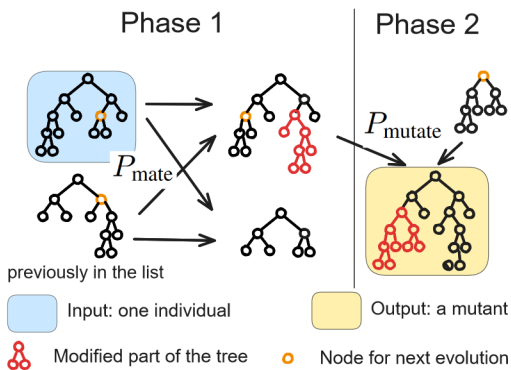 Phase 1
Phase 2
P_mate
P_mutate
previously in the list
Input: one individual
Output: a mutant
Modified part of the tree
Node for next evolution